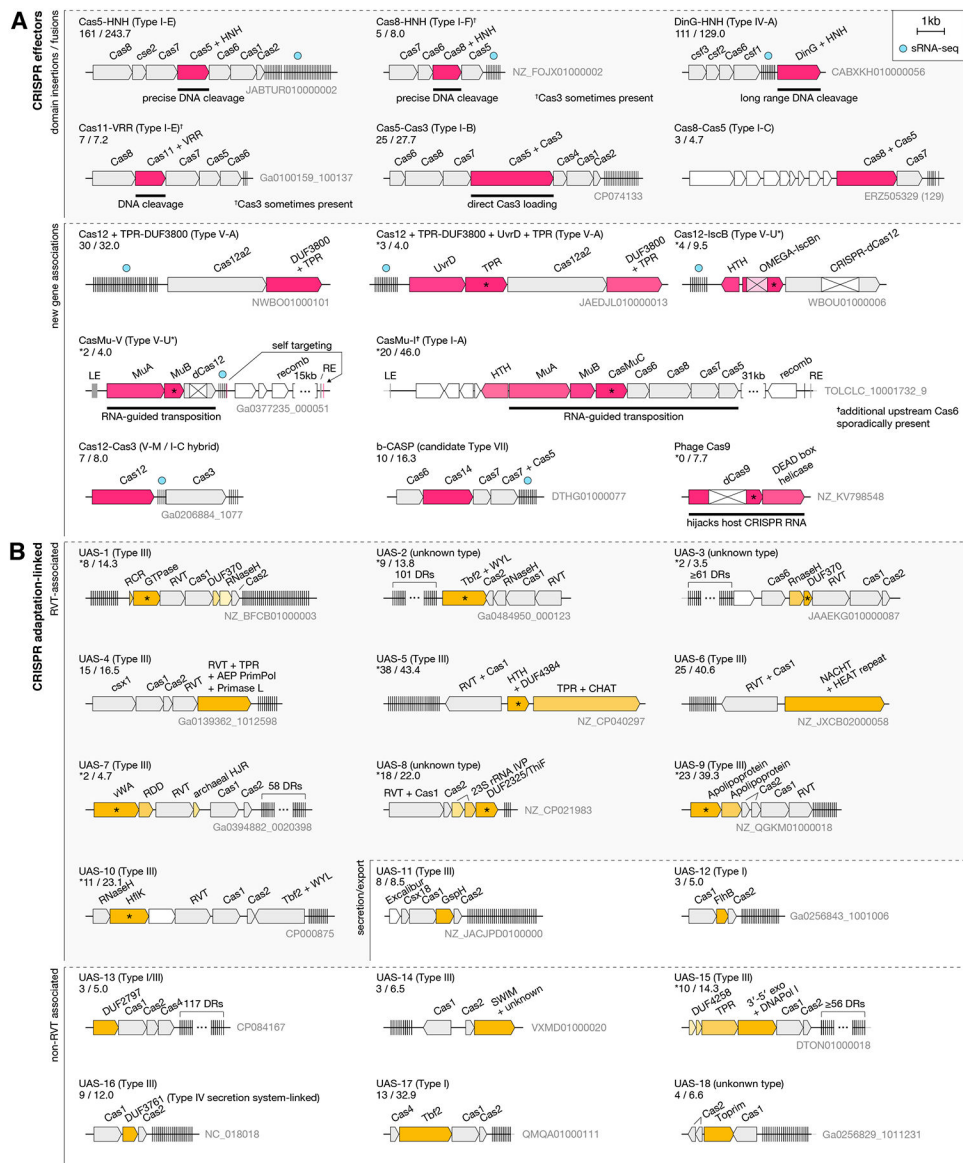 A
CRISPR effectors
domain insertions / fusions
Cas5-HNH (Type I-E)
161 / 243.7
Cas8
cse2
Cas7
Cas5 + HNH
Cas6
Cas1
Cas2
JABTUR010000002
precise DNA cleavage
Cas8-HNH (Type I-F)†
5 / 8.0
Cas7
Cas6
Cas8 + HNH
Cas5
NZ_FOJX01000002
precise DNA cleavage
†Cas3 sometimes present
DinG-HNH (Type IV-A)
111 / 129.0
csf3
csf2
Cas6
csf1
DinG + HNH
CABXKH010000056
long range DNA cleavage
1kb
sRNA-seq
Cas11-VRR (Type I-E)†
7 / 7.2
Cas8
Cas11 + VRR
Cas7
Cas5
Cas6
Ga0100159_100137
DNA cleavage
†Cas3 sometimes present
Cas5-Cas3 (Type I-B)
25 / 27.7
Cas6
Cas8
Cas7
Cas5 + Cas3
Cas4
Cas1
Cas2
CP074133
direct Cas3 loading
Cas8-Cas5 (Type I-C)
3 / 4.7
Cas8 + Cas5
Cas7
ERZ505329 (129)
new gene associations
Cas12 + TPR-DUF3800 (Type V-A)
30 / 32.0
Cas12a2
DUF3800
+ TPR
NWBO01000101
Cas12 + TPR-DUF3800 + UvrD + TPR (Type V-A)
*3 / 4.0
UvrD
TPR
Cas12a2
DUF3800
+ TPR
JAEDJL010000013
Cas12-IscB (Type V-U*)
*4 / 9.5
HTH
OMEGA-IscBn
CRISPR-dCas12
WBOU01000006
CasMu-V (Type V-U*)
*2 / 4.0
LE
MuA
MuB
dCas12
self targeting
recomb
15kb
RE
Ga0377235_000051
RNA-guided transposition
CasMu-I† (Type I-A)
*20 / 46.0
LE
HTH
MuA
MuB
CasMuC
Cas6
Cas8
Cas7
Cas5
31kb
recomb
RE
TOLCLC_10001732_9
RNA-guided transposition
†additional upstream Cas6
sporadically present
Cas12-Cas3 (V-M / I-C hybrid)
7 / 8.0
Cas12
Cas3
Ga0206884_1077
b-CASP (candidate Type VII)
10 / 16.3
Cas6
Cas14
Cas7
Cas7 + Cas5
DTHG01000077
Phage Cas9
*0 / 7.7
dCas9
DEAD box
helicase
NZ_KV798548
hijacks host CRISPR RNA
B
CRISPR adaptation-linked
RVT-associated
UAS-1 (Type III)
*8 / 14.3
RCR
GTPase
RVT
Cas1
DUF370
RNaseH
Cas2
NZ_BFCB01000003
UAS-2 (unknown type)
*9 / 13.8
101 DRs
Tbf2 + WYL
Cas2
RNaseH
Cas1
RVT
Ga0484950_000123
UAS-3 (unknown type)
*2 / 3.5
≥61 DRs
Cas6
RnaseH
DUF370
RVT
Cas1
Cas2
JAAEKG010000087
UAS-4 (Type III)
15 / 16.5
csx1
Cas1
Cas2
RVT
RVT + TPR
+ AEP PrimPol
+ Primase L
Ga0139362_1012598
UAS-5 (Type III)
*38 / 43.4
RVT + Cas1
HTH
+ DUF4384
TPR + CHAT
NZ_CP040297
UAS-6 (Type III)
25 / 40.6
RVT + Cas1
NACHT
+ HEAT repeat
NZ_JXCB02000058
UAS-7 (Type III)
*2 / 4.7
vWA
RDD
RVT
archaeal HJR
Cas1
Cas2
58 DRs
Ga0394882_0020398
UAS-8 (unknown type)
*18 / 22.0
RVT + Cas1
Cas2
23S rRNA IVP
DUF2325/ThiF
NZ_CP021983
UAS-9 (Type III)
*23 / 39.3
Apolipoprotein
Apolipoprotein
Cas2
Cas1
RVT
NZ_QGKM01000018
UAS-10 (Type III)
*11 / 23.1
RNaseH
HflK
RVT
Cas1
Cas2
Tbf2 + WYL
CP000875
secretion/export
UAS-11 (Type III)
8 / 8.5
Excalibur
Csx18
Cas1
GspH
Cas2
NZ_JACJPD0100000
UAS-12 (Type I)
3 / 5.0
Cas1
FlhB
Cas2
Ga0256843_1001006
non-RVT associated
UAS-13 (Type I/III)
3 / 5.0
DUF2797
Cas1
Cas2
Cas4
117 DRs
CP084167
UAS-14 (Type III)
3 / 6.5
Cas1
Cas2
SWIM
+ unknown
VXMD01000020
UAS-15 (Type III)
*10 / 14.3
DUF4258
TPR
3'-5' exo
+ DNAPol I
Cas1
Cas2
≥56 DRs
DTON01000018
UAS-16 (Type III)
9 / 12.0
(Type IV secretion system-linked)
Cas1
DUF3761
Cas2
NC_018018
UAS-17 (Type I)
13 / 32.9
Cas4
Tbf2
Cas1
Cas2
QMQA01000111
UAS-18 (unkonwn type)
4 / 6.6
Cas2
Toprim
Cas1
Ga0256829_1011231